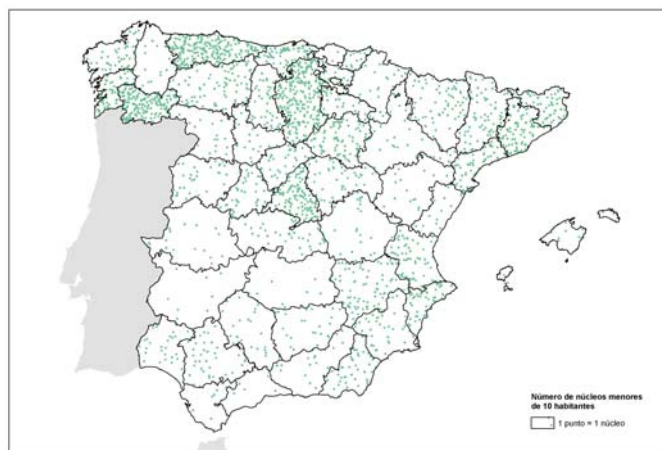 Número de núcleos menores
de 10 habitantes
1 punto = 1 núcleo